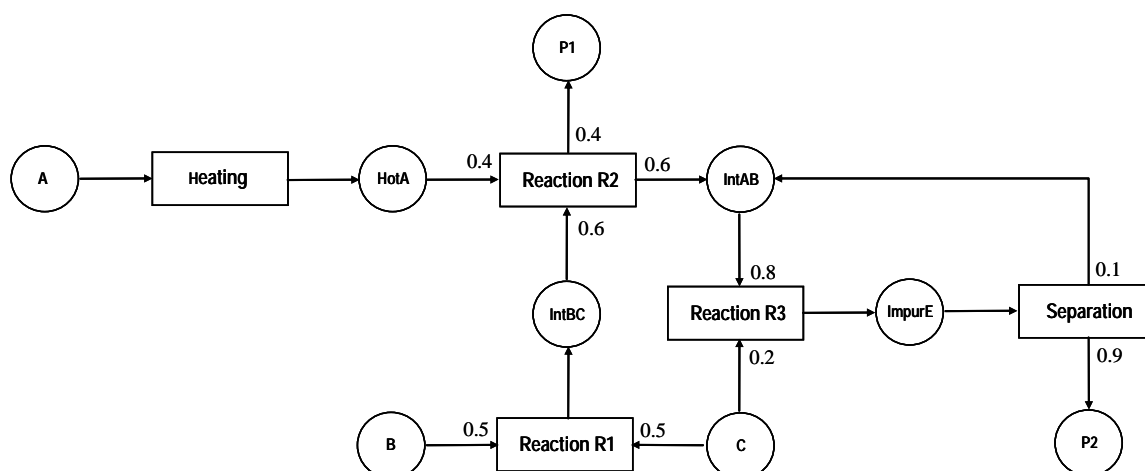 P1
0.4
A
Heating
HotA
0.4
Reaction R2
0.6
IntAB
0.6
0.8
0.1
IntBC
Reaction R3
ImpurE
Separation
0.2
0.9
B
0.5
Reaction R1
0.5
C
P2